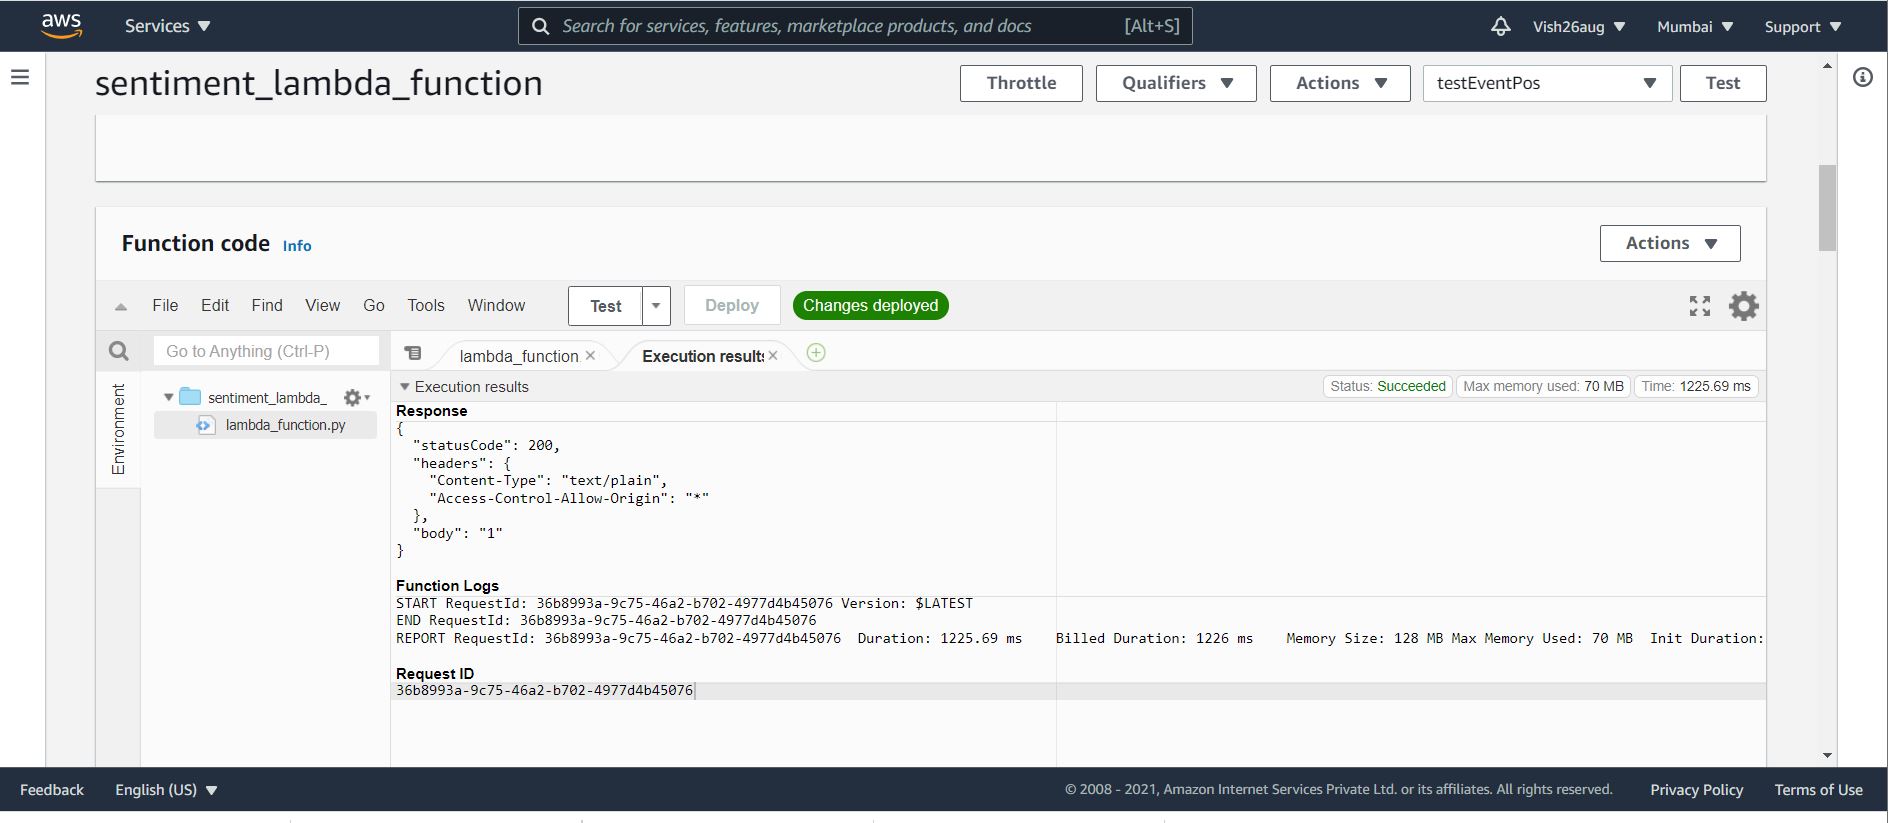 aws Services Search for services, features, marketplace products, and docs [Alt+S] Vish26aug Mumbai Support
sentiment_lambda_function Throttle Qualifiers Actions testEventPos Test
Function code Info Actions
File Edit Find View Go Tools Window Test Deploy Changes deployed
Go to Anything (Ctrl-P) lambda_function Execution results
Execution results Status: Succeeded Max memory used: 70 MB Time: 1225.69 ms
Environment
sentiment_lambda_
lambda_function.py
Response
{
"statusCode": 200,
"headers": {
"Content-Type": "text/plain",
"Access-Control-Allow-Origin": "*"
},
"body": "1"
}
Function Logs
START RequestId: 36b8993a-9c75-46a2-b702-4977d4b45076 Version: $LATEST
END RequestId: 36b8993a-9c75-46a2-b702-4977d4b45076
REPORT RequestId: 36b8993a-9c75-46a2-b702-4977d4b45076 Duration: 1225.69 ms Billed Duration: 1226 ms Memory Size: 128 MB Max Memory Used: 70 MB Init Duration:
Request ID
36b8993a-9c75-46a2-b702-4977d4b45076
Feedback English (US) © 2008 - 2021, Amazon Internet Services Private Ltd. or its affiliates. All rights reserved. Privacy Policy Terms of Use